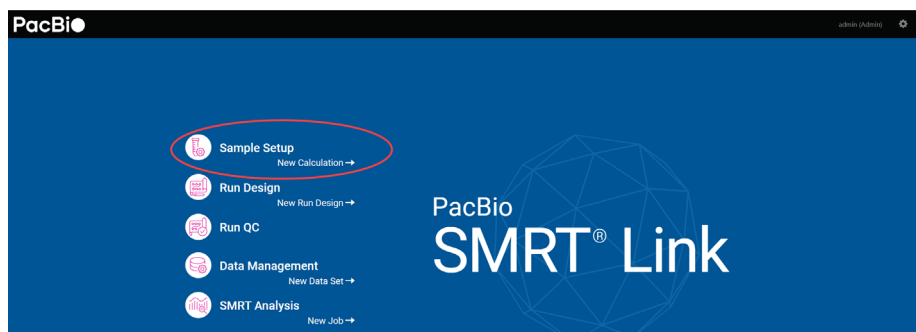 PacBio
admin (Admin)
Sample Setup
New Calculation →
Run Design
New Run Design →
Run QC
Data Management
New Data Set →
SMRT Analysis
New Job →
PacBio
SMRT® Link